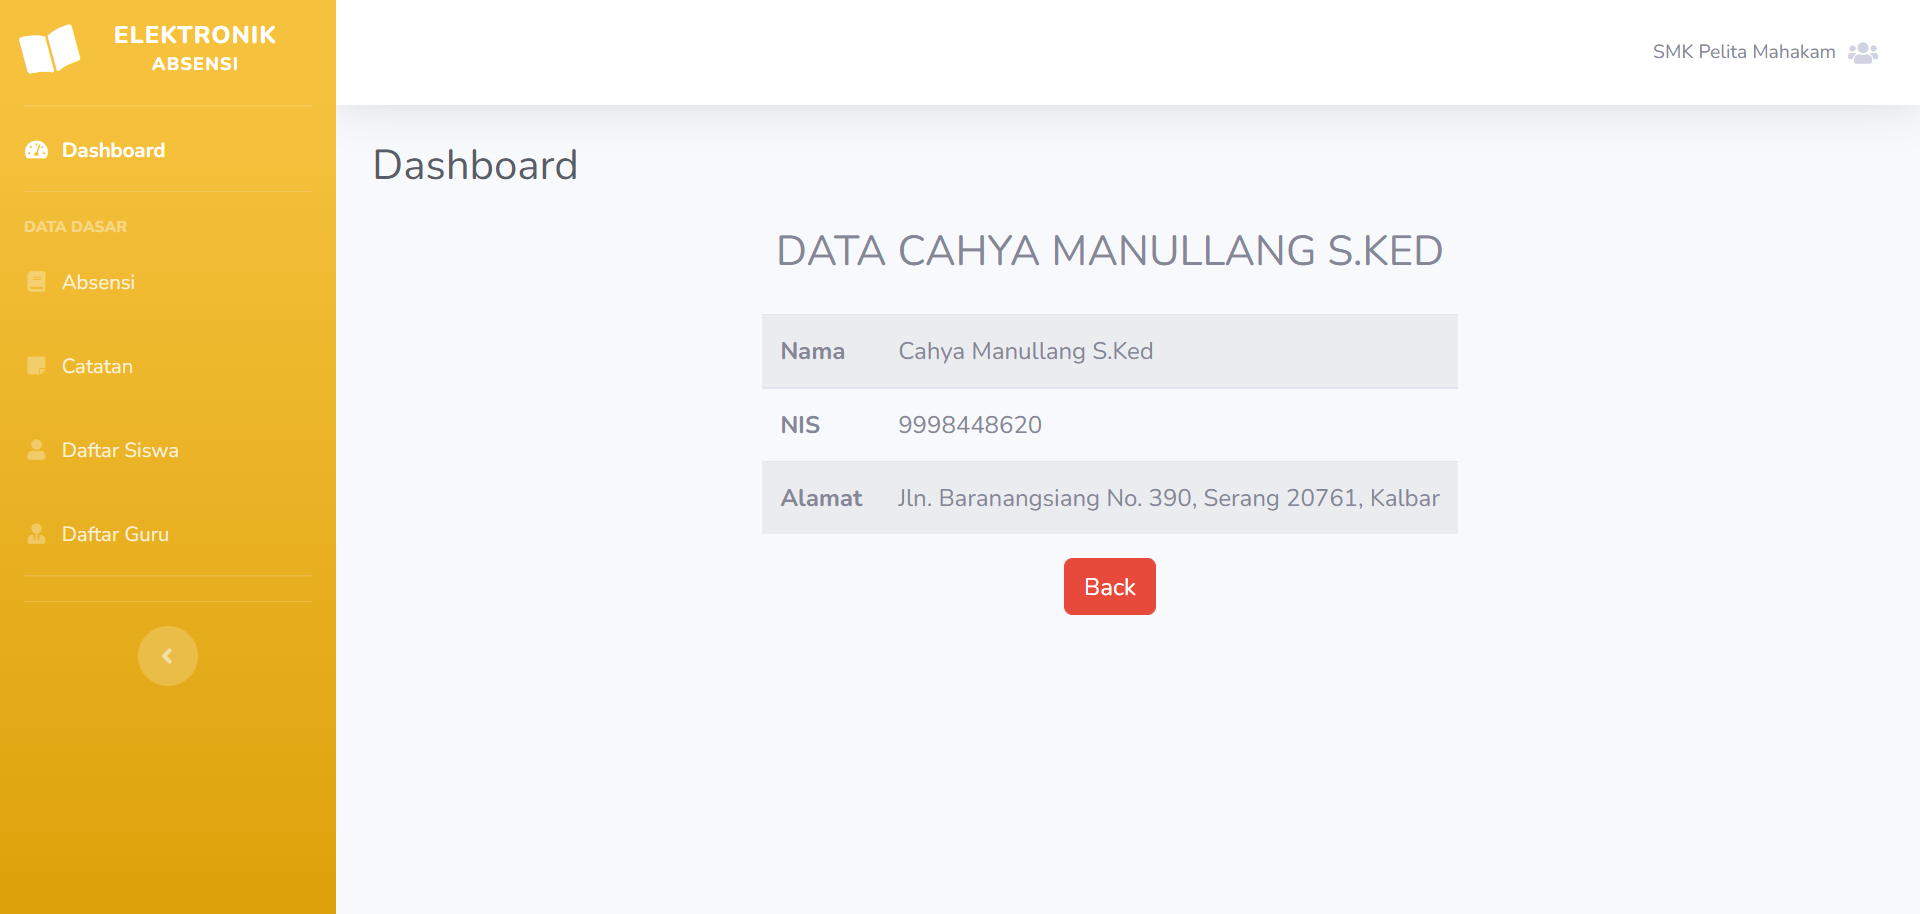 ELEKTRONIK
ABSENSI
SMK Pelita Mahakam
Dashboard
DATA DASAR
Absensi
Catatan
Daftar Siswa
Daftar Guru
Dashboard
DATA CAHYA MANULLANG S.KED
Nama Cahya Manullang S.Ked
NIS 9998448620
Alamat Jln. Baranangsiang No. 390, Serang 20761, Kalbar
Back